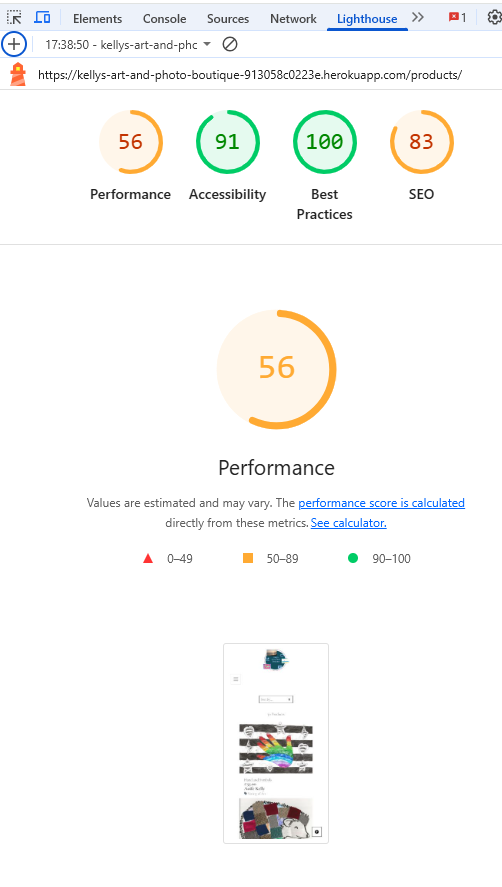 Elements Console Sources Network Lighthouse 1
17:38:50 - kellys-art-and-phc
https://kellys-art-and-photo-boutique-913058c0223e.herokuapp.com/products/
56 91 100 83
Performance Accessibility Best Practices SEO
56
Performance
Values are estimated and may vary. The performance score is calculated
directly from these metrics. See calculator.
0–49 50–89 90–100